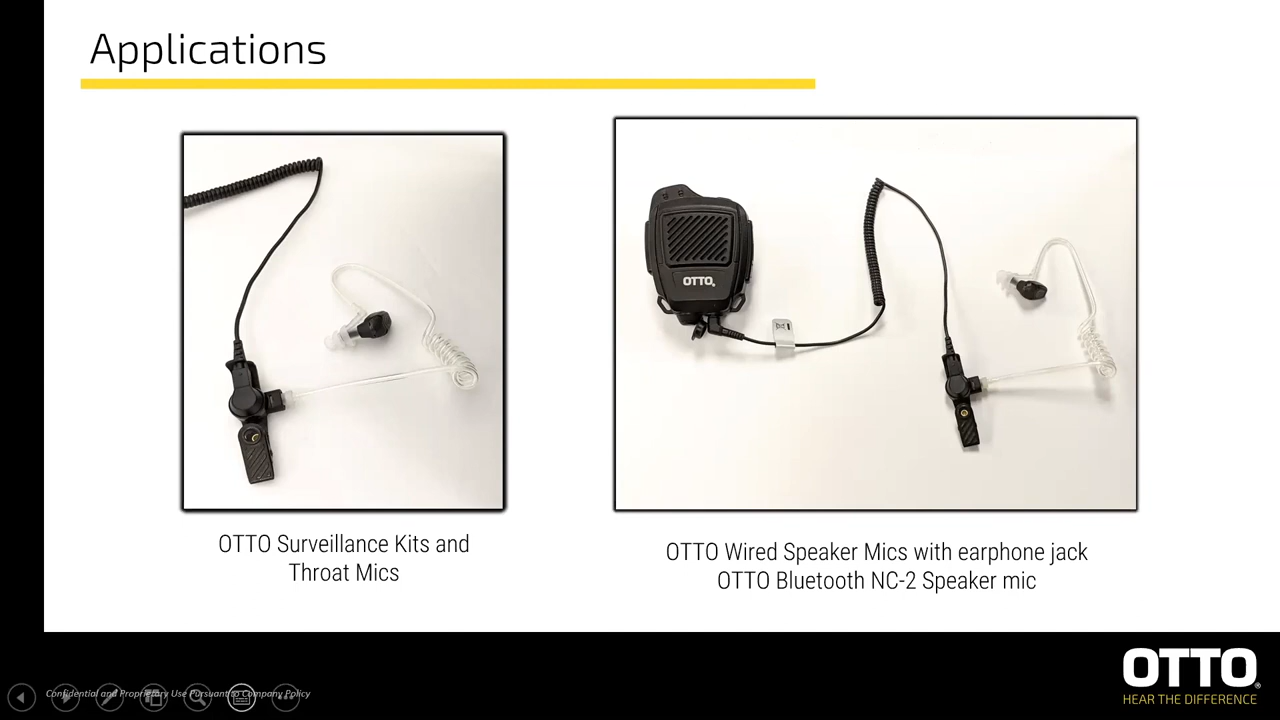 Applications
OTTO
OTTO Surveillance Kits and
Throat Mics
OTTO Wired Speaker Mics with earphone jack
OTTO Bluetooth NC-2 Speaker mic
Confidential and Proprietary Use Pursuant to Company Policy
OTTO®
HEAR THE DIFFERENCE